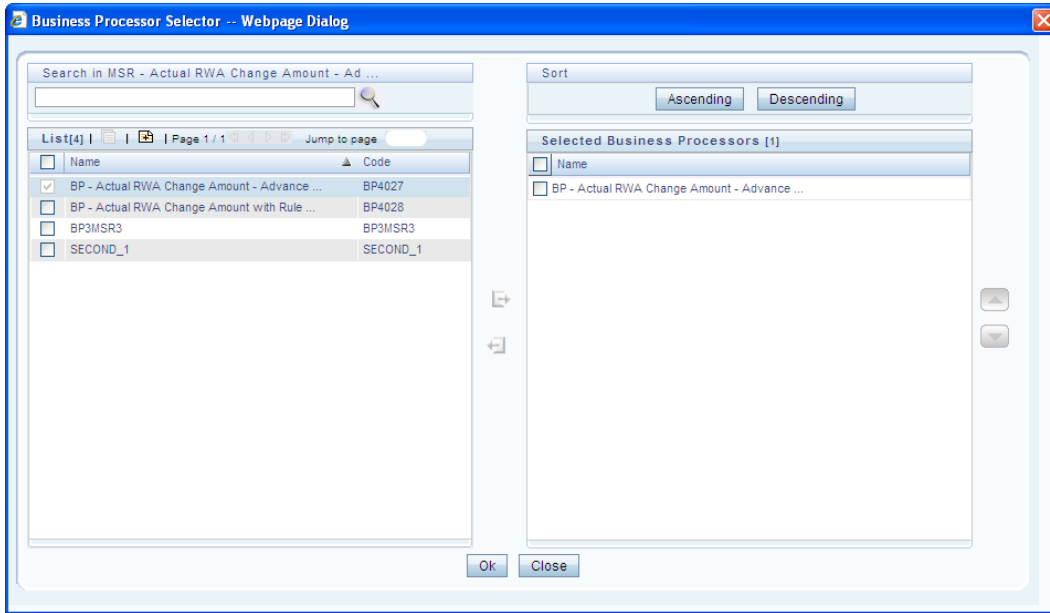 Business Processor Selector -- Webpage Dialog
Search in MSR - Actual RWA Change Amount - Ad ...
List[4] | | | Page 1 / 1 Jump to page
Name Code
BP - Actual RWA Change Amount - Advance ... BP4027
BP - Actual RWA Change Amount with Rule ... BP4028
BP3MSR3 BP3MSR3
SECOND_1 SECOND_1
Sort
Ascending Descending
Selected Business Processors [1]
Name
BP - Actual RWA Change Amount - Advance ...
Ok Close